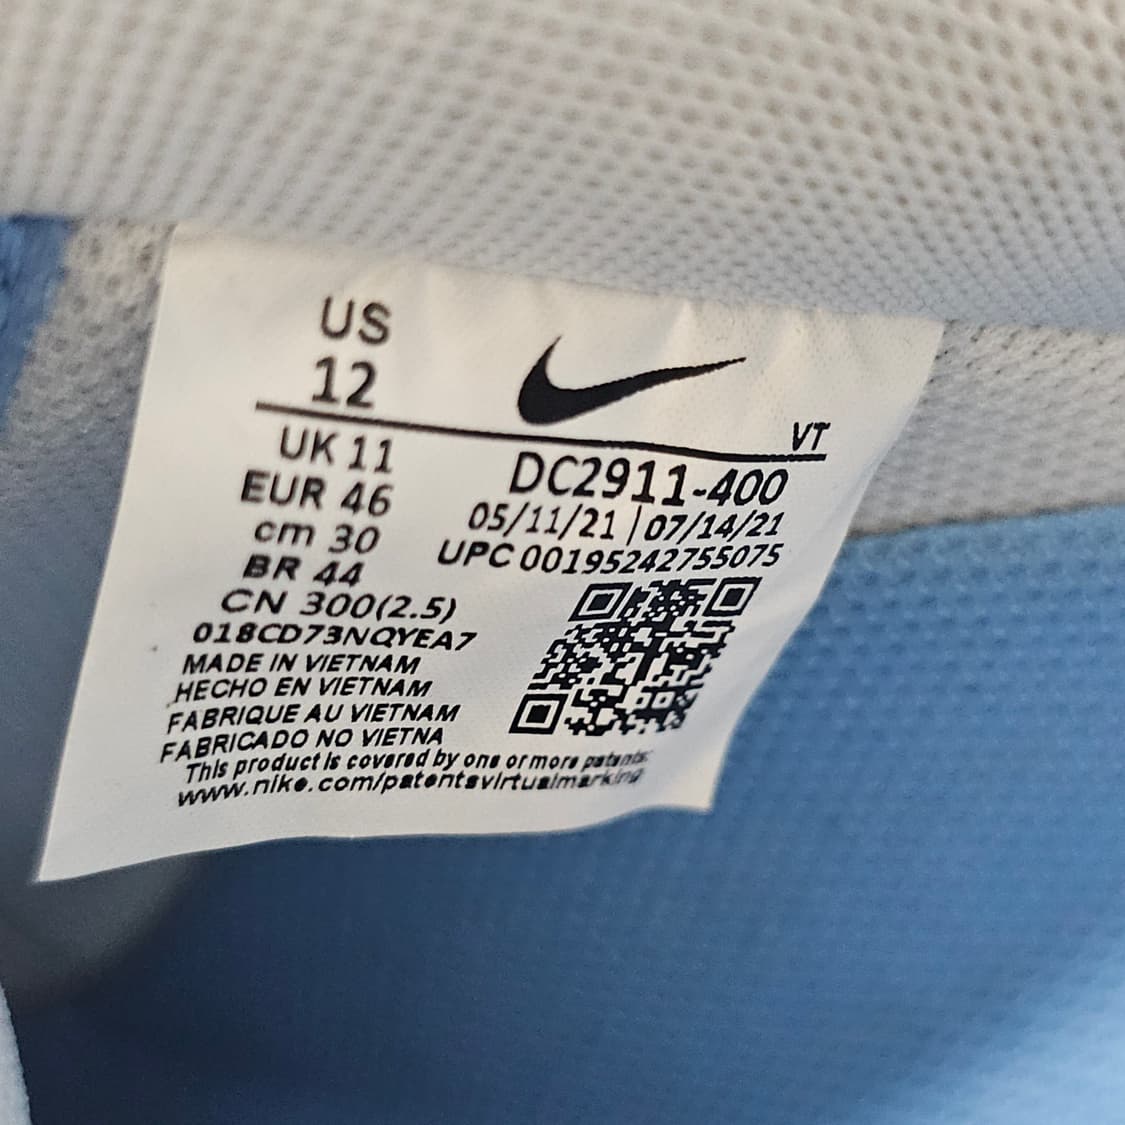 US
12
UK 11
EUR 46
cm 30
BR 44
CN 300(2.5)
018CD73NQYEA7
MADE IN VIETNAM
HECHO EN VIETNAM
FABRIQUE AU VIETNAM
FABRICADO NO VIETNA
This product is covered by one or more patents.
www.nike.com/patentsvirtualmarking
VT
DC2911-400
05/11/21 | 07/14/21
UPC 00195242755075